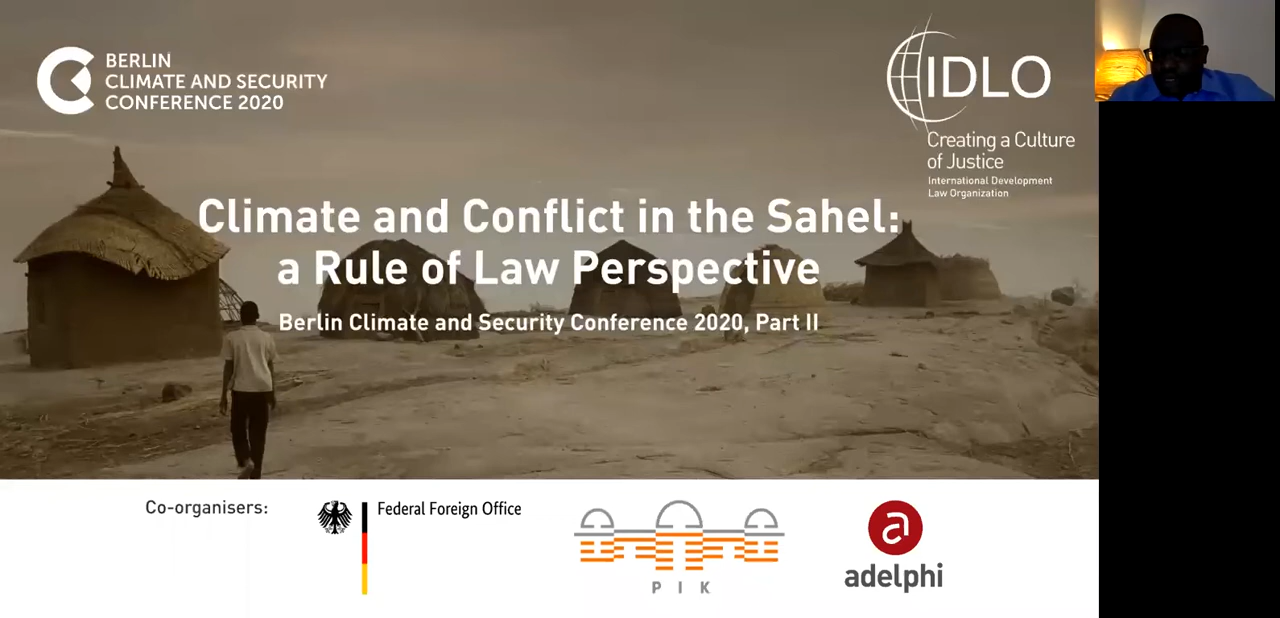 BERLIN
CLIMATE AND SECURITY
CONFERENCE 2020
IDLO
Creating a Culture
of Justice
International Development
Law Organization
Climate and Conflict in the Sahel:
a Rule of Law Perspective
Berlin Climate and Security Conference 2020, Part II
Co-organisers:
Federal Foreign Office
PIK
a
adelphi